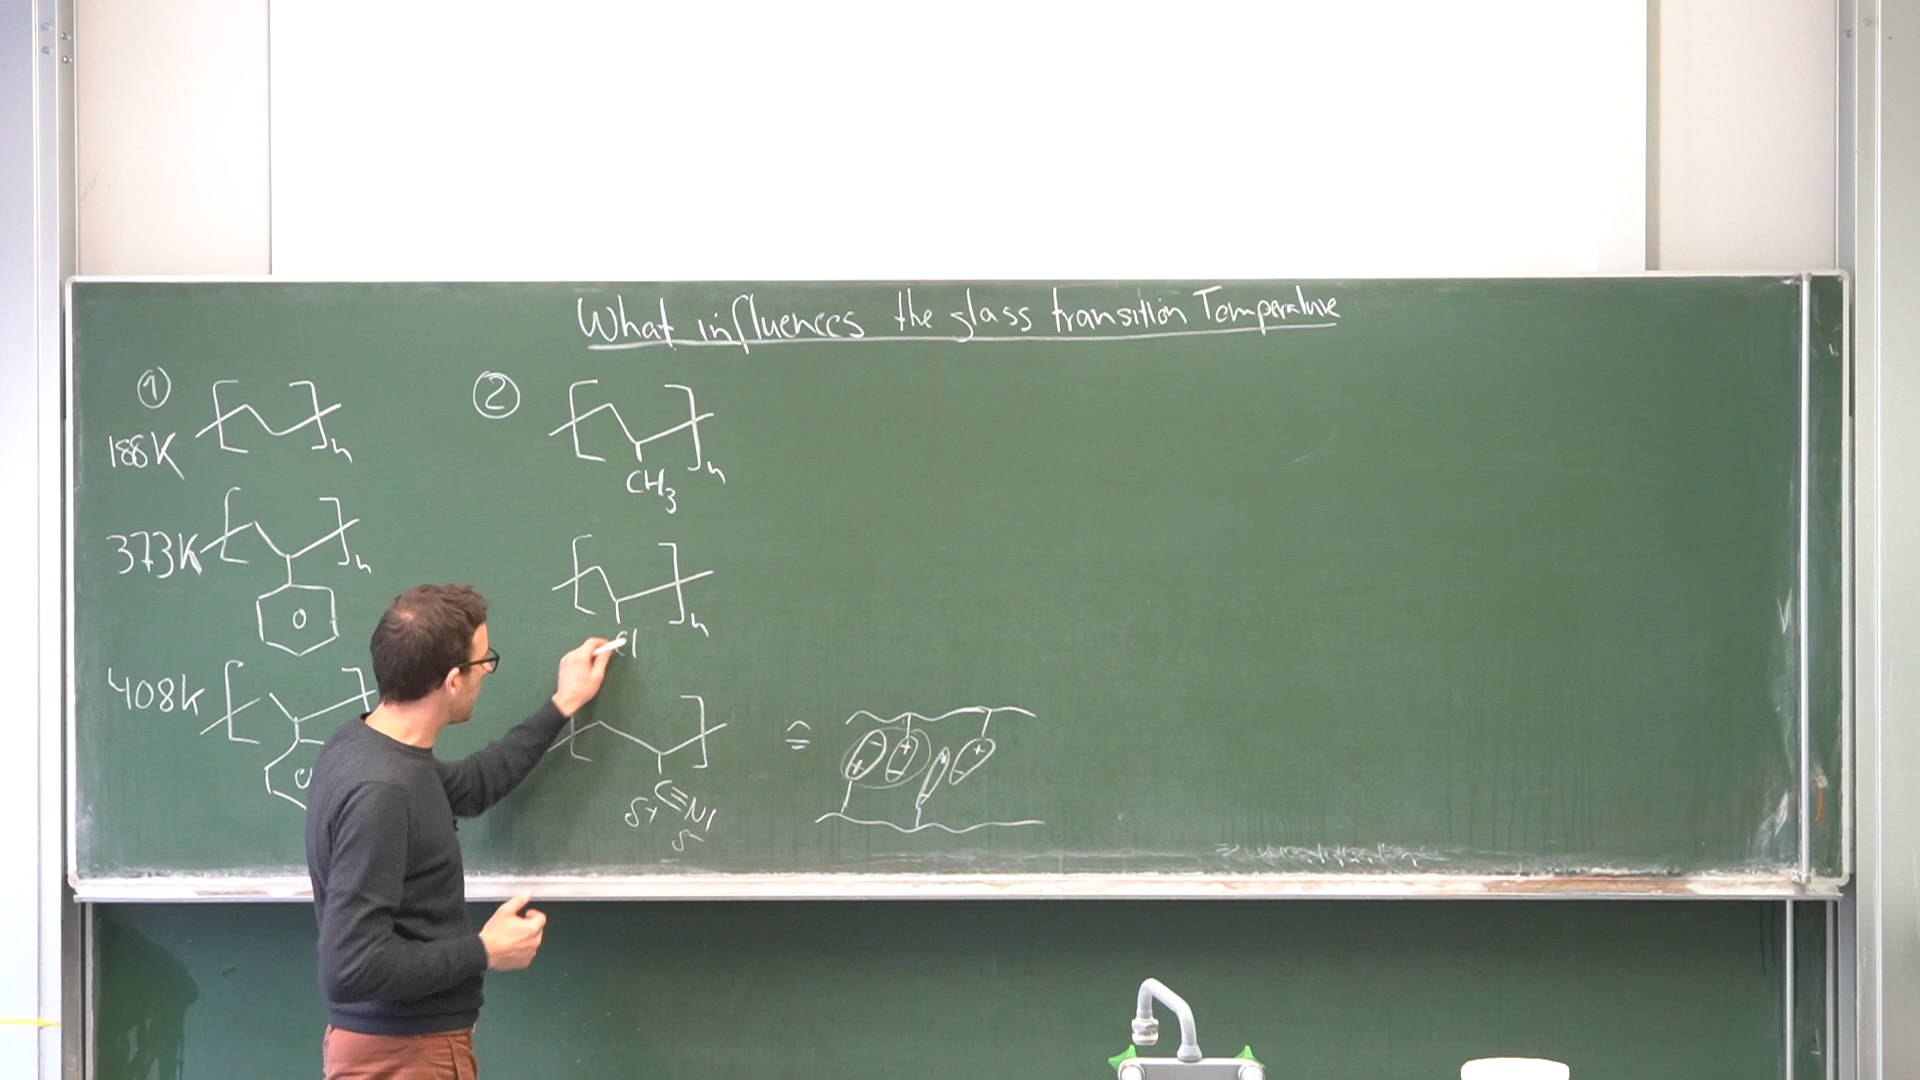 What influences the glass transition Temperature
①
188K
n
373K
n
408K
②
CH3
n
Cl
n
δ+ C≡N|
δ-
≙
- + +
+ - -